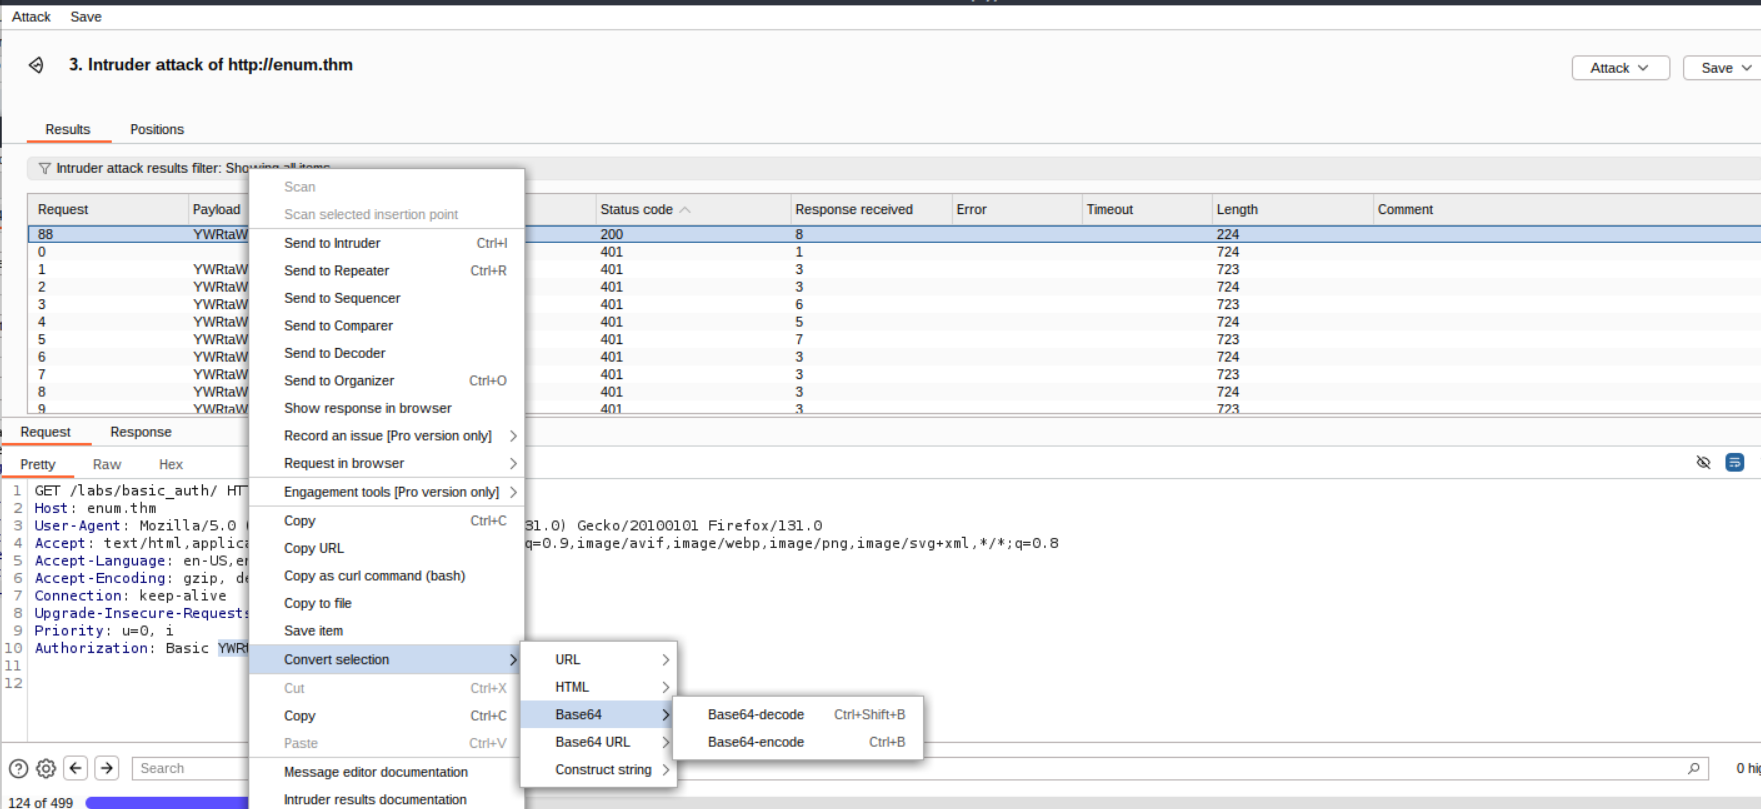 Attack Save
3. Intruder attack of http://enum.thm
Attack Save
Results Positions
Intruder attack results filter: Showing all items
Request Payload Status code Response received Error Timeout Length Comment
88 YWRtaW 200 8 224
0 401 1 724
1 YWRtaW 401 3 723
2 YWRtaW 401 3 724
3 YWRtaW 401 6 723
4 YWRtaW 401 5 724
5 YWRtaW 401 7 723
6 YWRtaW 401 3 724
7 YWRtaW 401 3 723
8 YWRtaW 401 3 724
9 YWRtaW 401 3 723
Request Response
Pretty Raw Hex
1 GET /labs/basic_auth/ HT
2 Host: enum.thm
3 User-Agent: Mozilla/5.0 ( 31.0) Gecko/20100101 Firefox/131.0
4 Accept: text/html,applica q=0.9,image/avif,image/webp,image/png,image/svg+xml,*/*;q=0.8
5 Accept-Language: en-US,en
6 Accept-Encoding: gzip, de
7 Connection: keep-alive
8 Upgrade-Insecure-Requests
9 Priority: u=0, i
10 Authorization: Basic YWRt
11
12
Scan
Scan selected insertion point
Send to Intruder Ctrl+I
Send to Repeater Ctrl+R
Send to Sequencer
Send to Comparer
Send to Decoder
Send to Organizer Ctrl+O
Show response in browser
Record an issue [Pro version only]
Request in browser
Engagement tools [Pro version only]
Copy Ctrl+C
Copy URL
Copy as curl command (bash)
Copy to file
Save item
Convert selection
Cut Ctrl+X
Copy Ctrl+C
Paste Ctrl+V
Message editor documentation
Intruder results documentation
URL
HTML
Base64
Base64 URL
Construct string
Base64-decode Ctrl+Shift+B
Base64-encode Ctrl+B
Search
0 hig
124 of 499